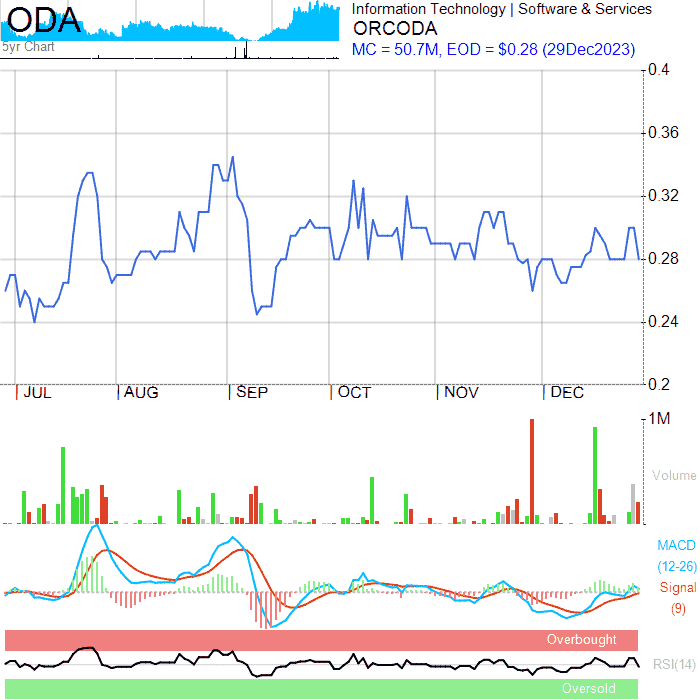 ODA
5yr Chart
Information Technology | Software & Services
ORCODA
MC = 50.7M, EOD = $0.28 (29Dec2023)
0.4
0.36
0.32
0.28
0.24
0.2
JUL AUG SEP OCT NOV DEC
1M
Volume
MACD
(12-26)
Signal
(9)
Overbought
RSI(14)
Oversold